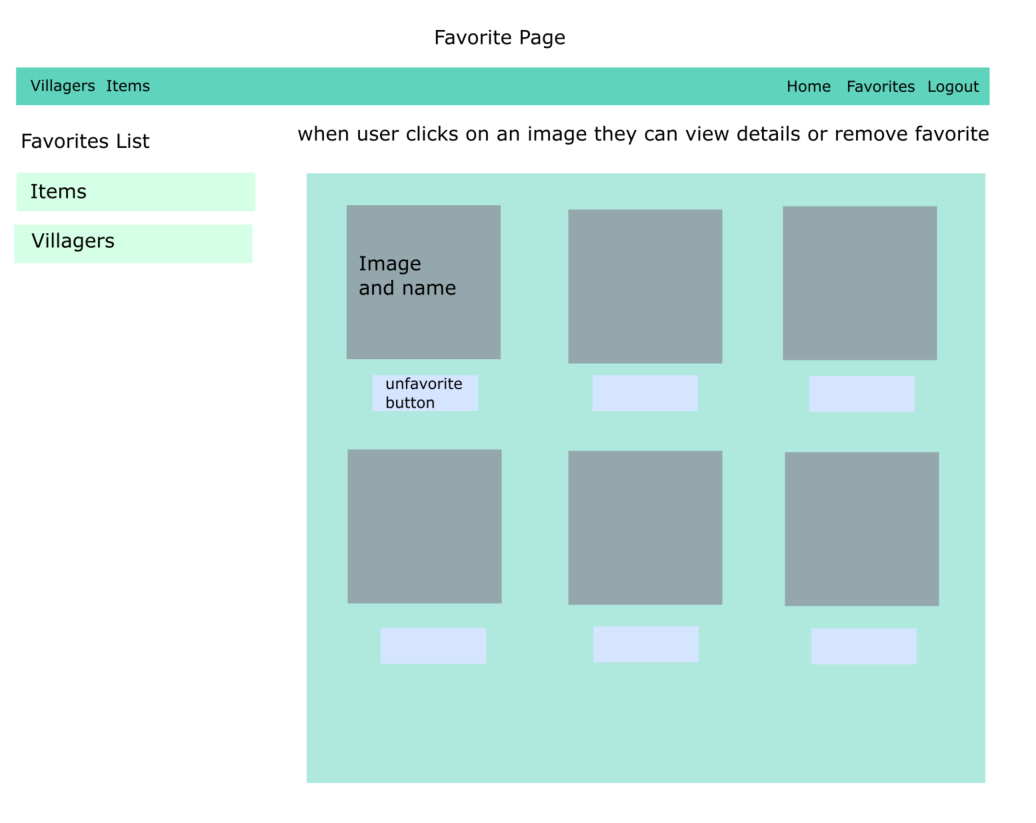 Favorite Page
Villagers Items Home Favorites Logout
Favorites List
when user clicks on an image they can view details or remove favorite
Items
Villagers
Image
and name
unfavorite
button